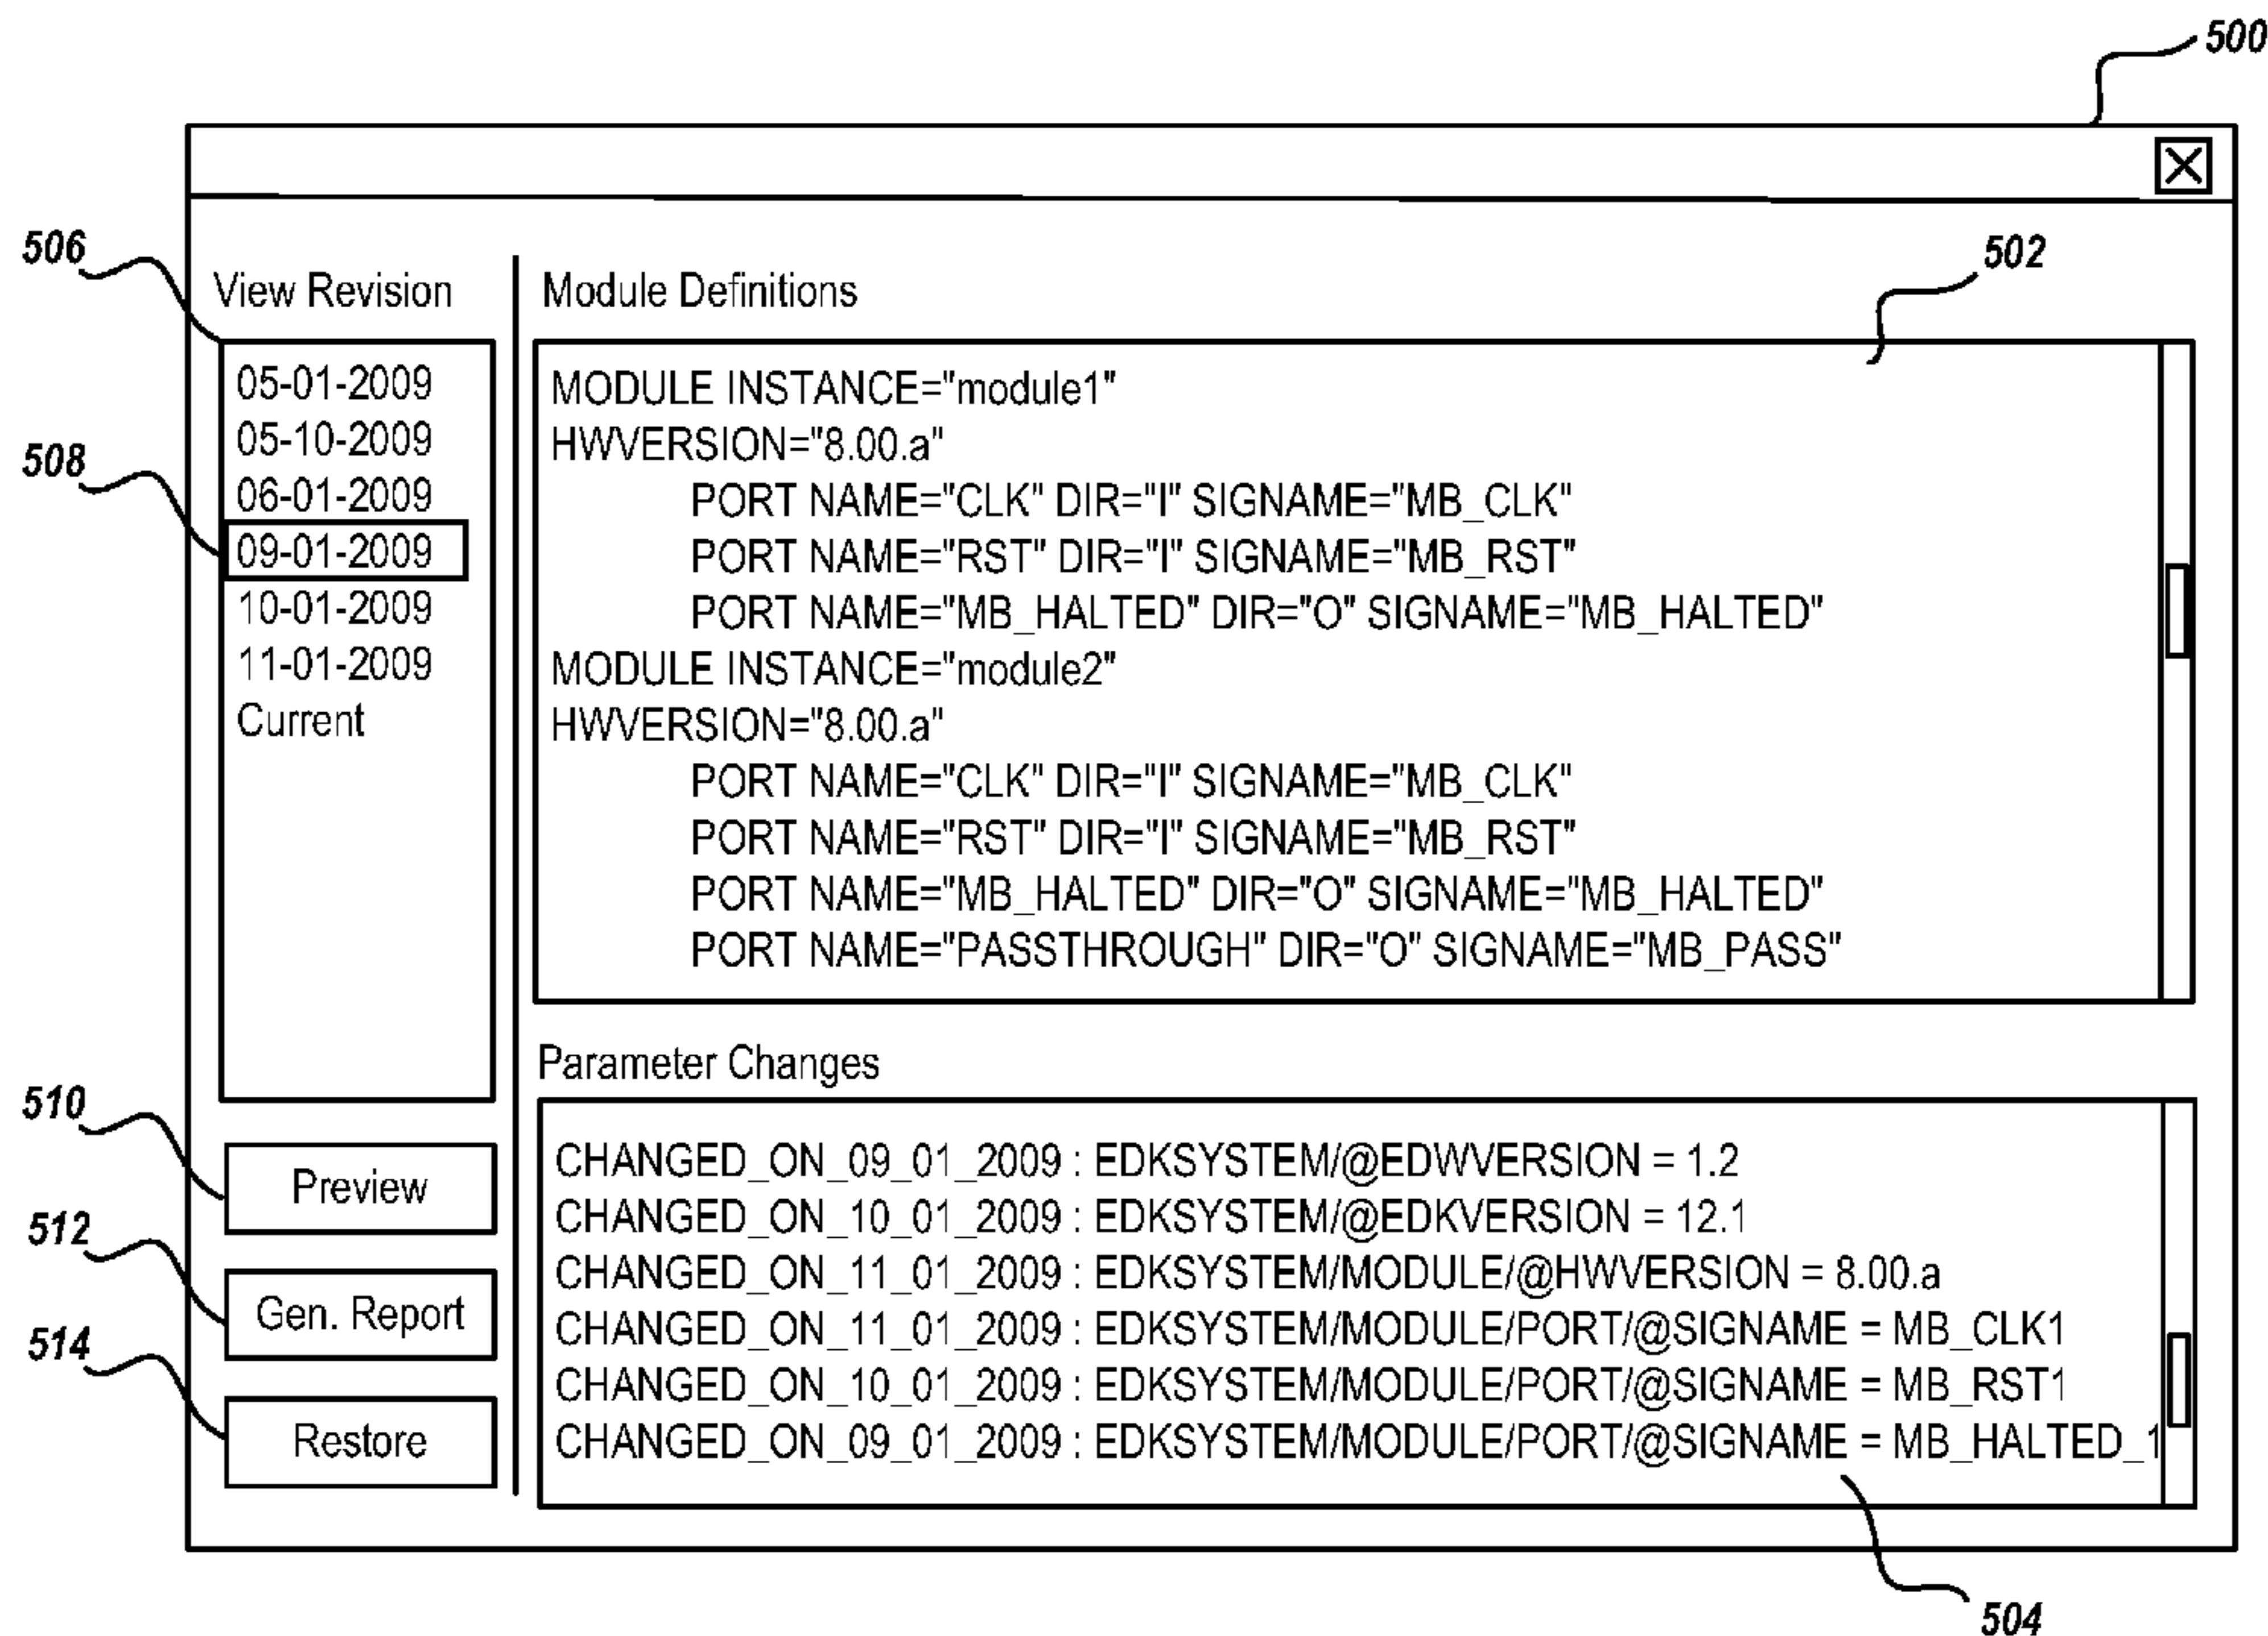 500
506
View Revision
05-01-2009
05-10-2009
06-01-2009
508
09-01-2009
10-01-2009
11-01-2009
Current
510
Preview
512
Gen. Report
514
Restore
Module Definitions
502
MODULE INSTANCE="module1"
HWVERSION="8.00.a"
PORT NAME="CLK" DIR="I" SIGNAME="MB_CLK"
PORT NAME="RST" DIR="I" SIGNAME="MB_RST"
PORT NAME="MB_HALTED" DIR="O" SIGNAME="MB_HALTED"
MODULE INSTANCE="module2"
HWVERSION="8.00.a"
PORT NAME="CLK" DIR="I" SIGNAME="MB_CLK"
PORT NAME="RST" DIR="I" SIGNAME="MB_RST"
PORT NAME="MB_HALTED" DIR="O" SIGNAME="MB_HALTED"
PORT NAME="PASSTHROUGH" DIR="O" SIGNAME="MB_PASS"
Parameter Changes
CHANGED_ON_09_01_2009 : EDKSYSTEM/@EDWVERSION = 1.2
CHANGED_ON_10_01_2009 : EDKSYSTEM/@EDKVERSION = 12.1
CHANGED_ON_11_01_2009 : EDKSYSTEM/MODULE/@HWVERSION = 8.00.a
CHANGED_ON_11_01_2009 : EDKSYSTEM/MODULE/PORT/@SIGNAME = MB_CLK1
CHANGED_ON_10_01_2009 : EDKSYSTEM/MODULE/PORT/@SIGNAME = MB_RST1
CHANGED_ON_09_01_2009 : EDKSYSTEM/MODULE/PORT/@SIGNAME = MB_HALTED_1
504